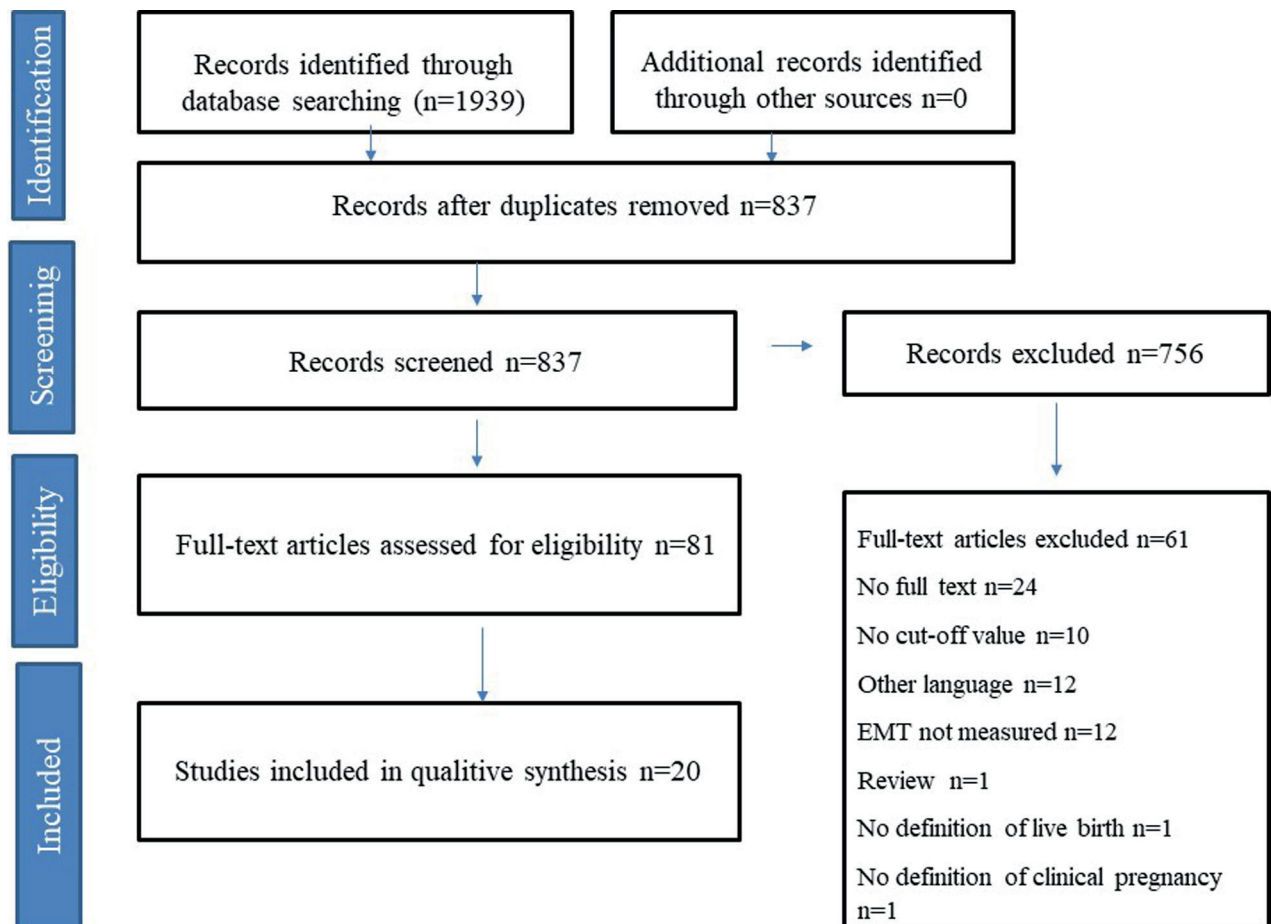 Identification
Records identified through
database searching (n=1939)
Additional records identified
through other sources n=0
Records after duplicates removed n=837
Screeninig
Records screened n=837
Records excluded n=756
Eligibility
Full-text articles assessed for eligibility n=81
Full-text articles excluded n=61
No full text n=24
No cut-off value n=10
Other language n=12
EMT not measured n=12
Review n=1
No definition of live birth n=1
No definition of clinical pregnancy
n=1
Included
Studies included in qualitive synthesis n=20